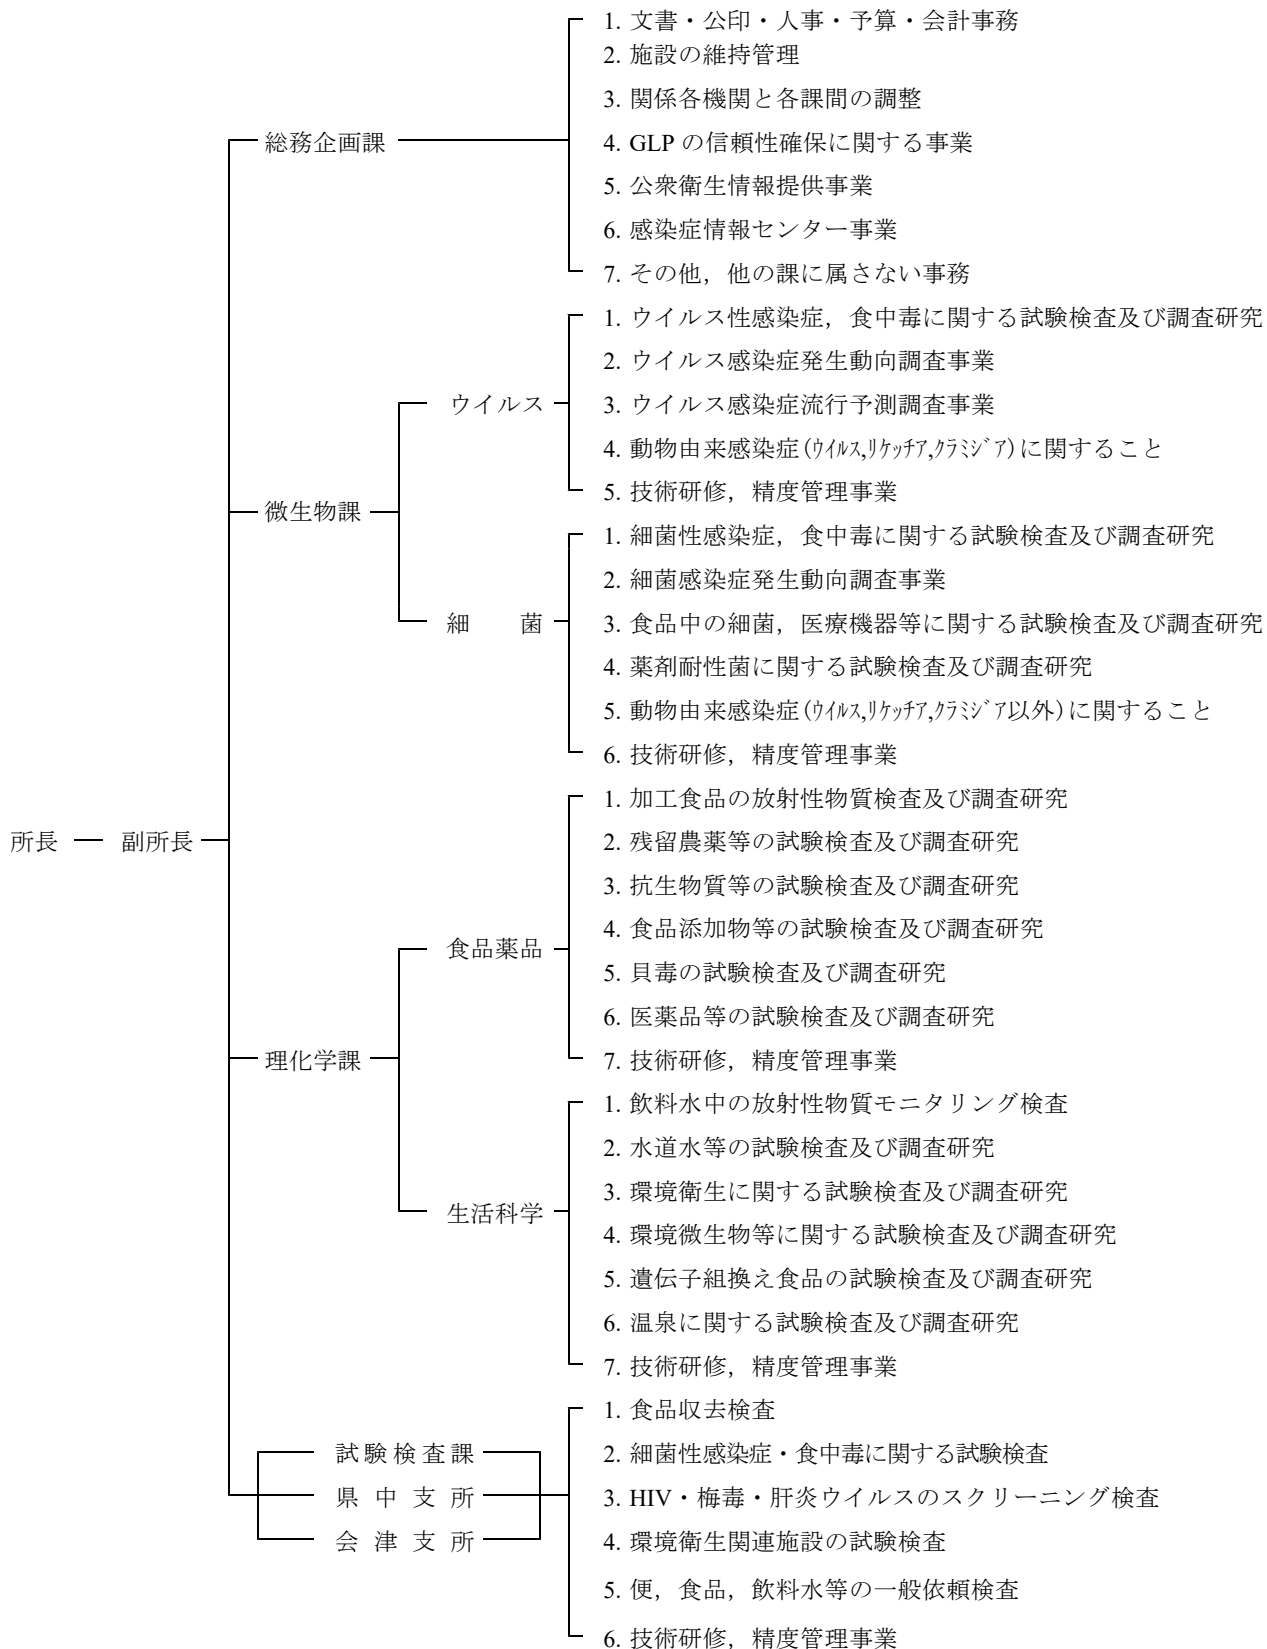 所長
副所長
総務企画課
1. 文書・公印・人事・予算・会計事務
2. 施設の維持管理
3. 関係各機関と各課間の調整
4. GLP の信頼性確保に関する事業
5. 公衆衛生情報提供事業
6. 感染症情報センター事業
7. その他，他の課に属さない事務
微生物課
ウイルス
1. ウイルス性感染症，食中毒に関する試験検査及び調査研究
2. ウイルス感染症発生動向調査事業
3. ウイルス感染症流行予測調査事業
4. 動物由来感染症(ｳｲﾙｽ,ﾘｹｯﾁｱ,ｸﾗﾐｼﾞｱ)に関すること
5. 技術研修，精度管理事業
細　菌
1. 細菌性感染症，食中毒に関する試験検査及び調査研究
2. 細菌感染症発生動向調査事業
3. 食品中の細菌，医療機器等に関する試験検査及び調査研究
4. 薬剤耐性菌に関する試験検査及び調査研究
5. 動物由来感染症(ｳｲﾙｽ,ﾘｹｯﾁｱ,ｸﾗﾐｼﾞｱ以外)に関すること
6. 技術研修，精度管理事業
理化学課
食品薬品
1. 加工食品の放射性物質検査及び調査研究
2. 残留農薬等の試験検査及び調査研究
3. 抗生物質等の試験検査及び調査研究
4. 食品添加物等の試験検査及び調査研究
5. 貝毒の試験検査及び調査研究
6. 医薬品等の試験検査及び調査研究
7. 技術研修，精度管理事業
生活科学
1. 飲料水中の放射性物質モニタリング検査
2. 水道水等の試験検査及び調査研究
3. 環境衛生に関する試験検査及び調査研究
4. 環境微生物等に関する試験検査及び調査研究
5. 遺伝子組換え食品の試験検査及び調査研究
6. 温泉に関する試験検査及び調査研究
7. 技術研修，精度管理事業
試験検査課
県中支所
会津支所
1. 食品収去検査
2. 細菌性感染症・食中毒に関する試験検査
3. HIV・梅毒・肝炎ウイルスのスクリーニング検査
4. 環境衛生関連施設の試験検査
5. 便，食品，飲料水等の一般依頼検査
6. 技術研修，精度管理事業